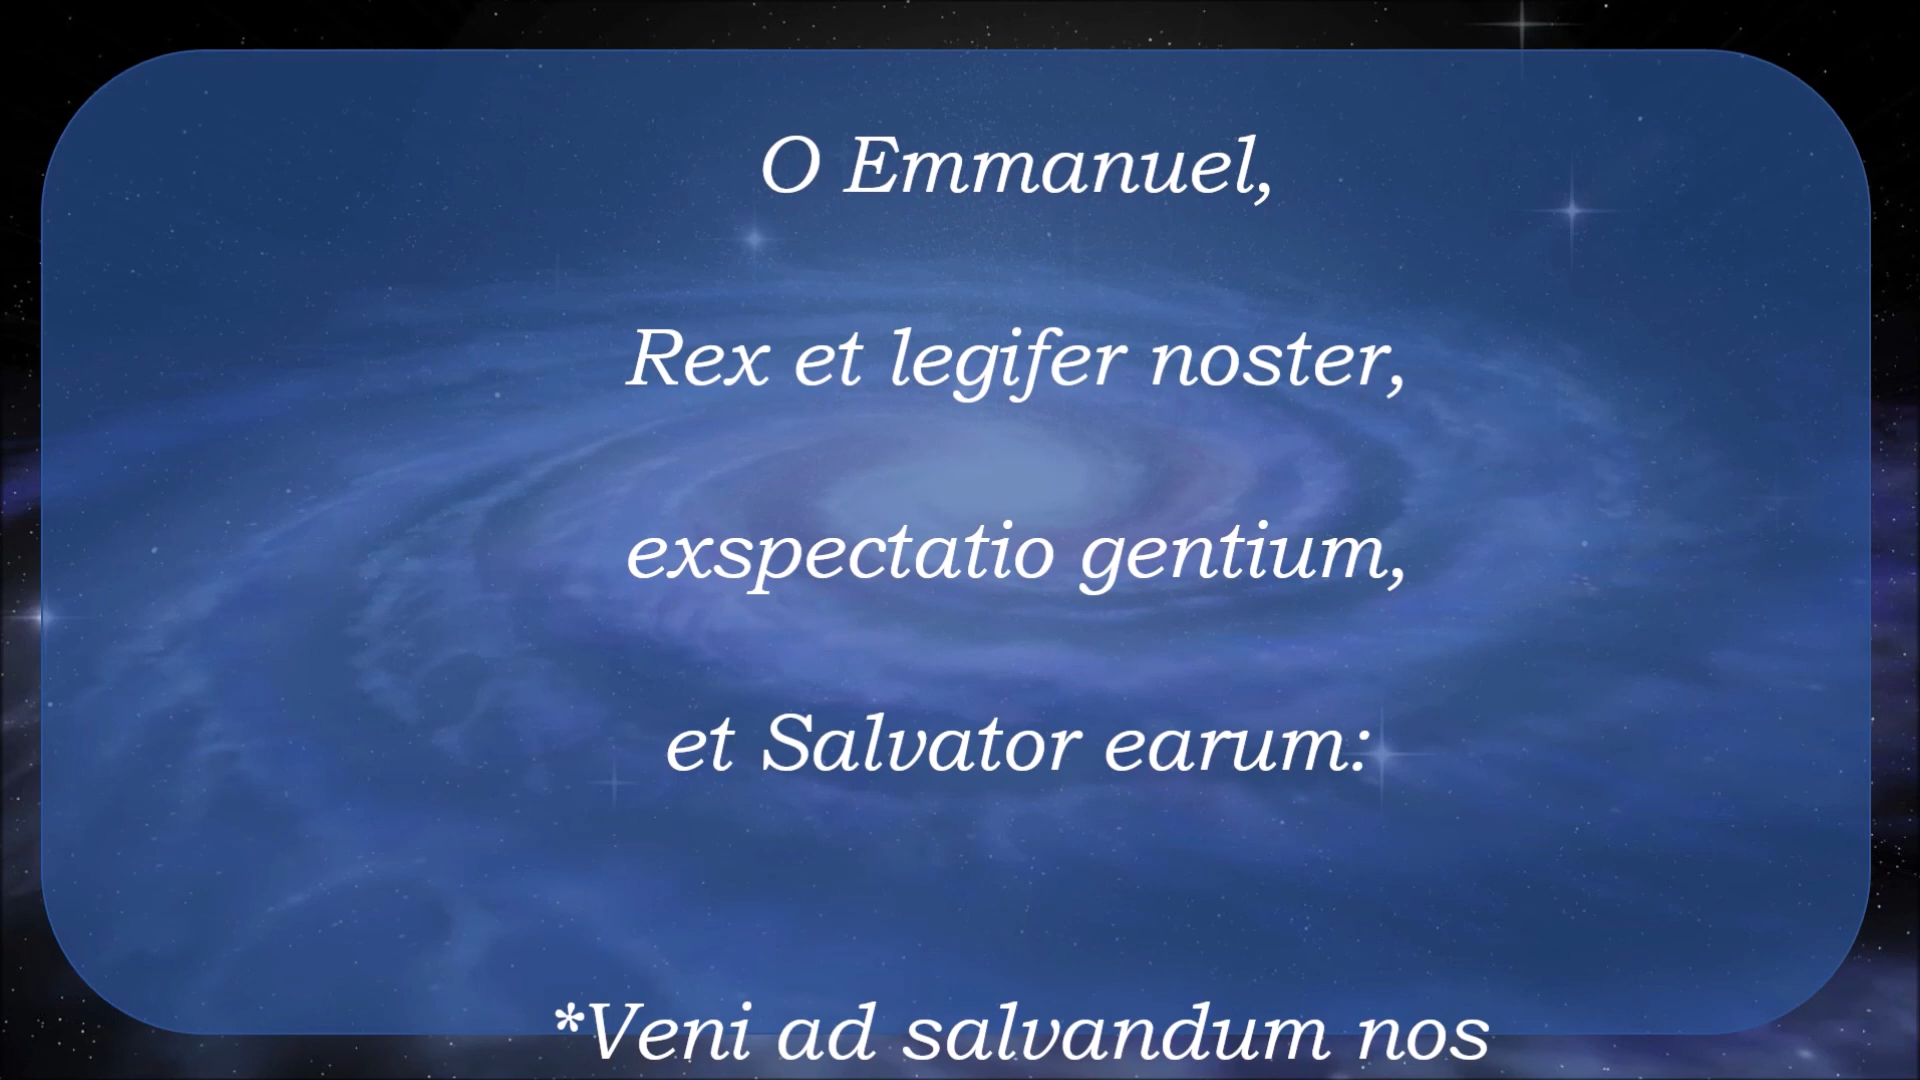 O Emmanuel,
Rex et legifer noster,
exspectatio gentium,
et Salvator earum:
*Veni ad salvandum nos